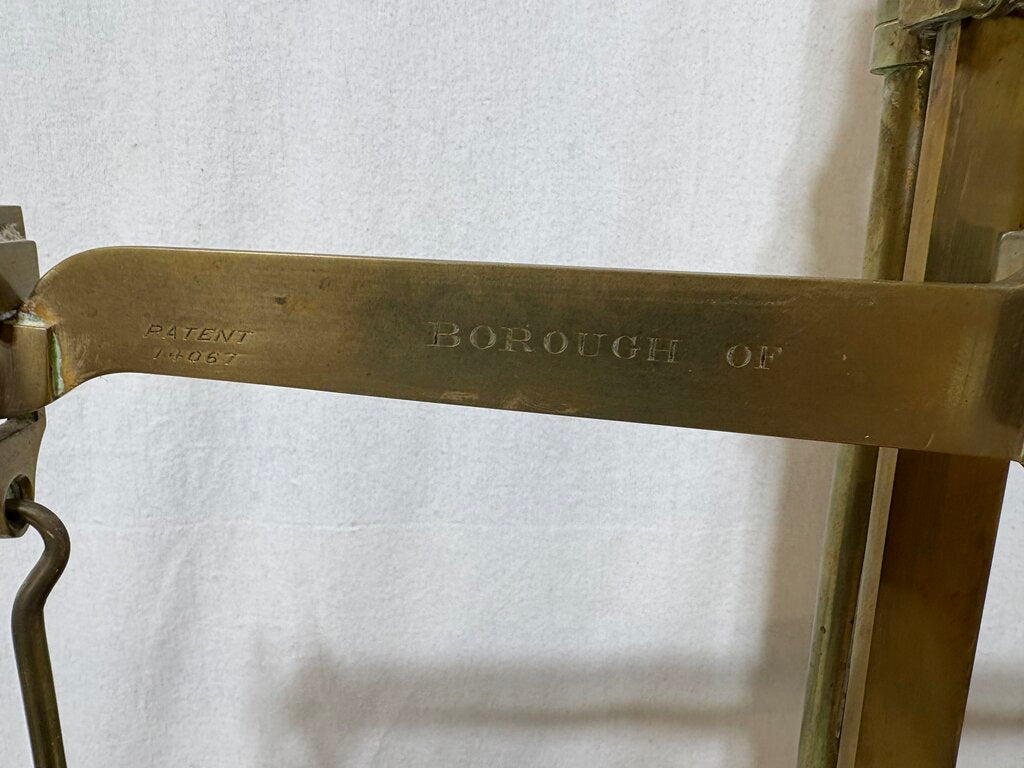 PATENT
14067
BOROUGH OF